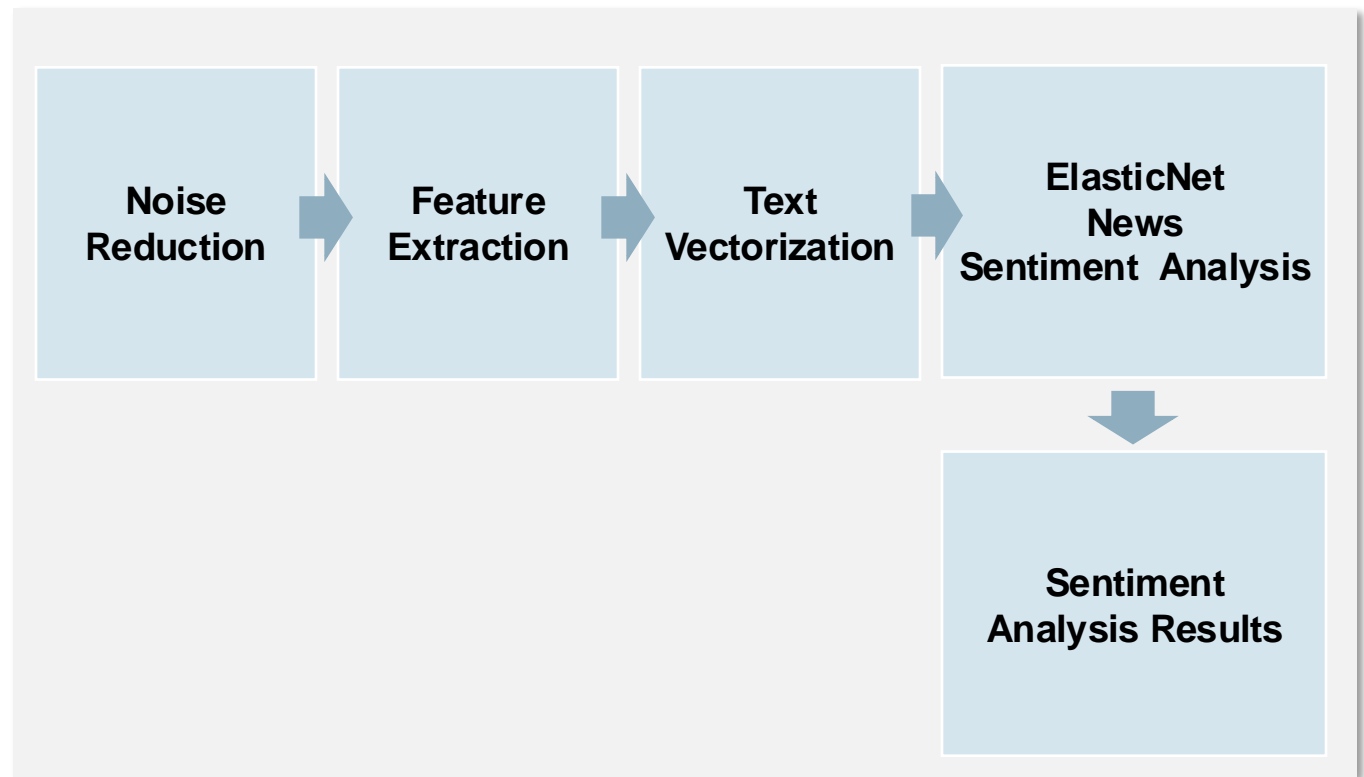 Noise
Reduction
Feature
Extraction
Text
Vectorization
ElasticNet
News
Sentiment Analysis
Sentiment
Analysis Results